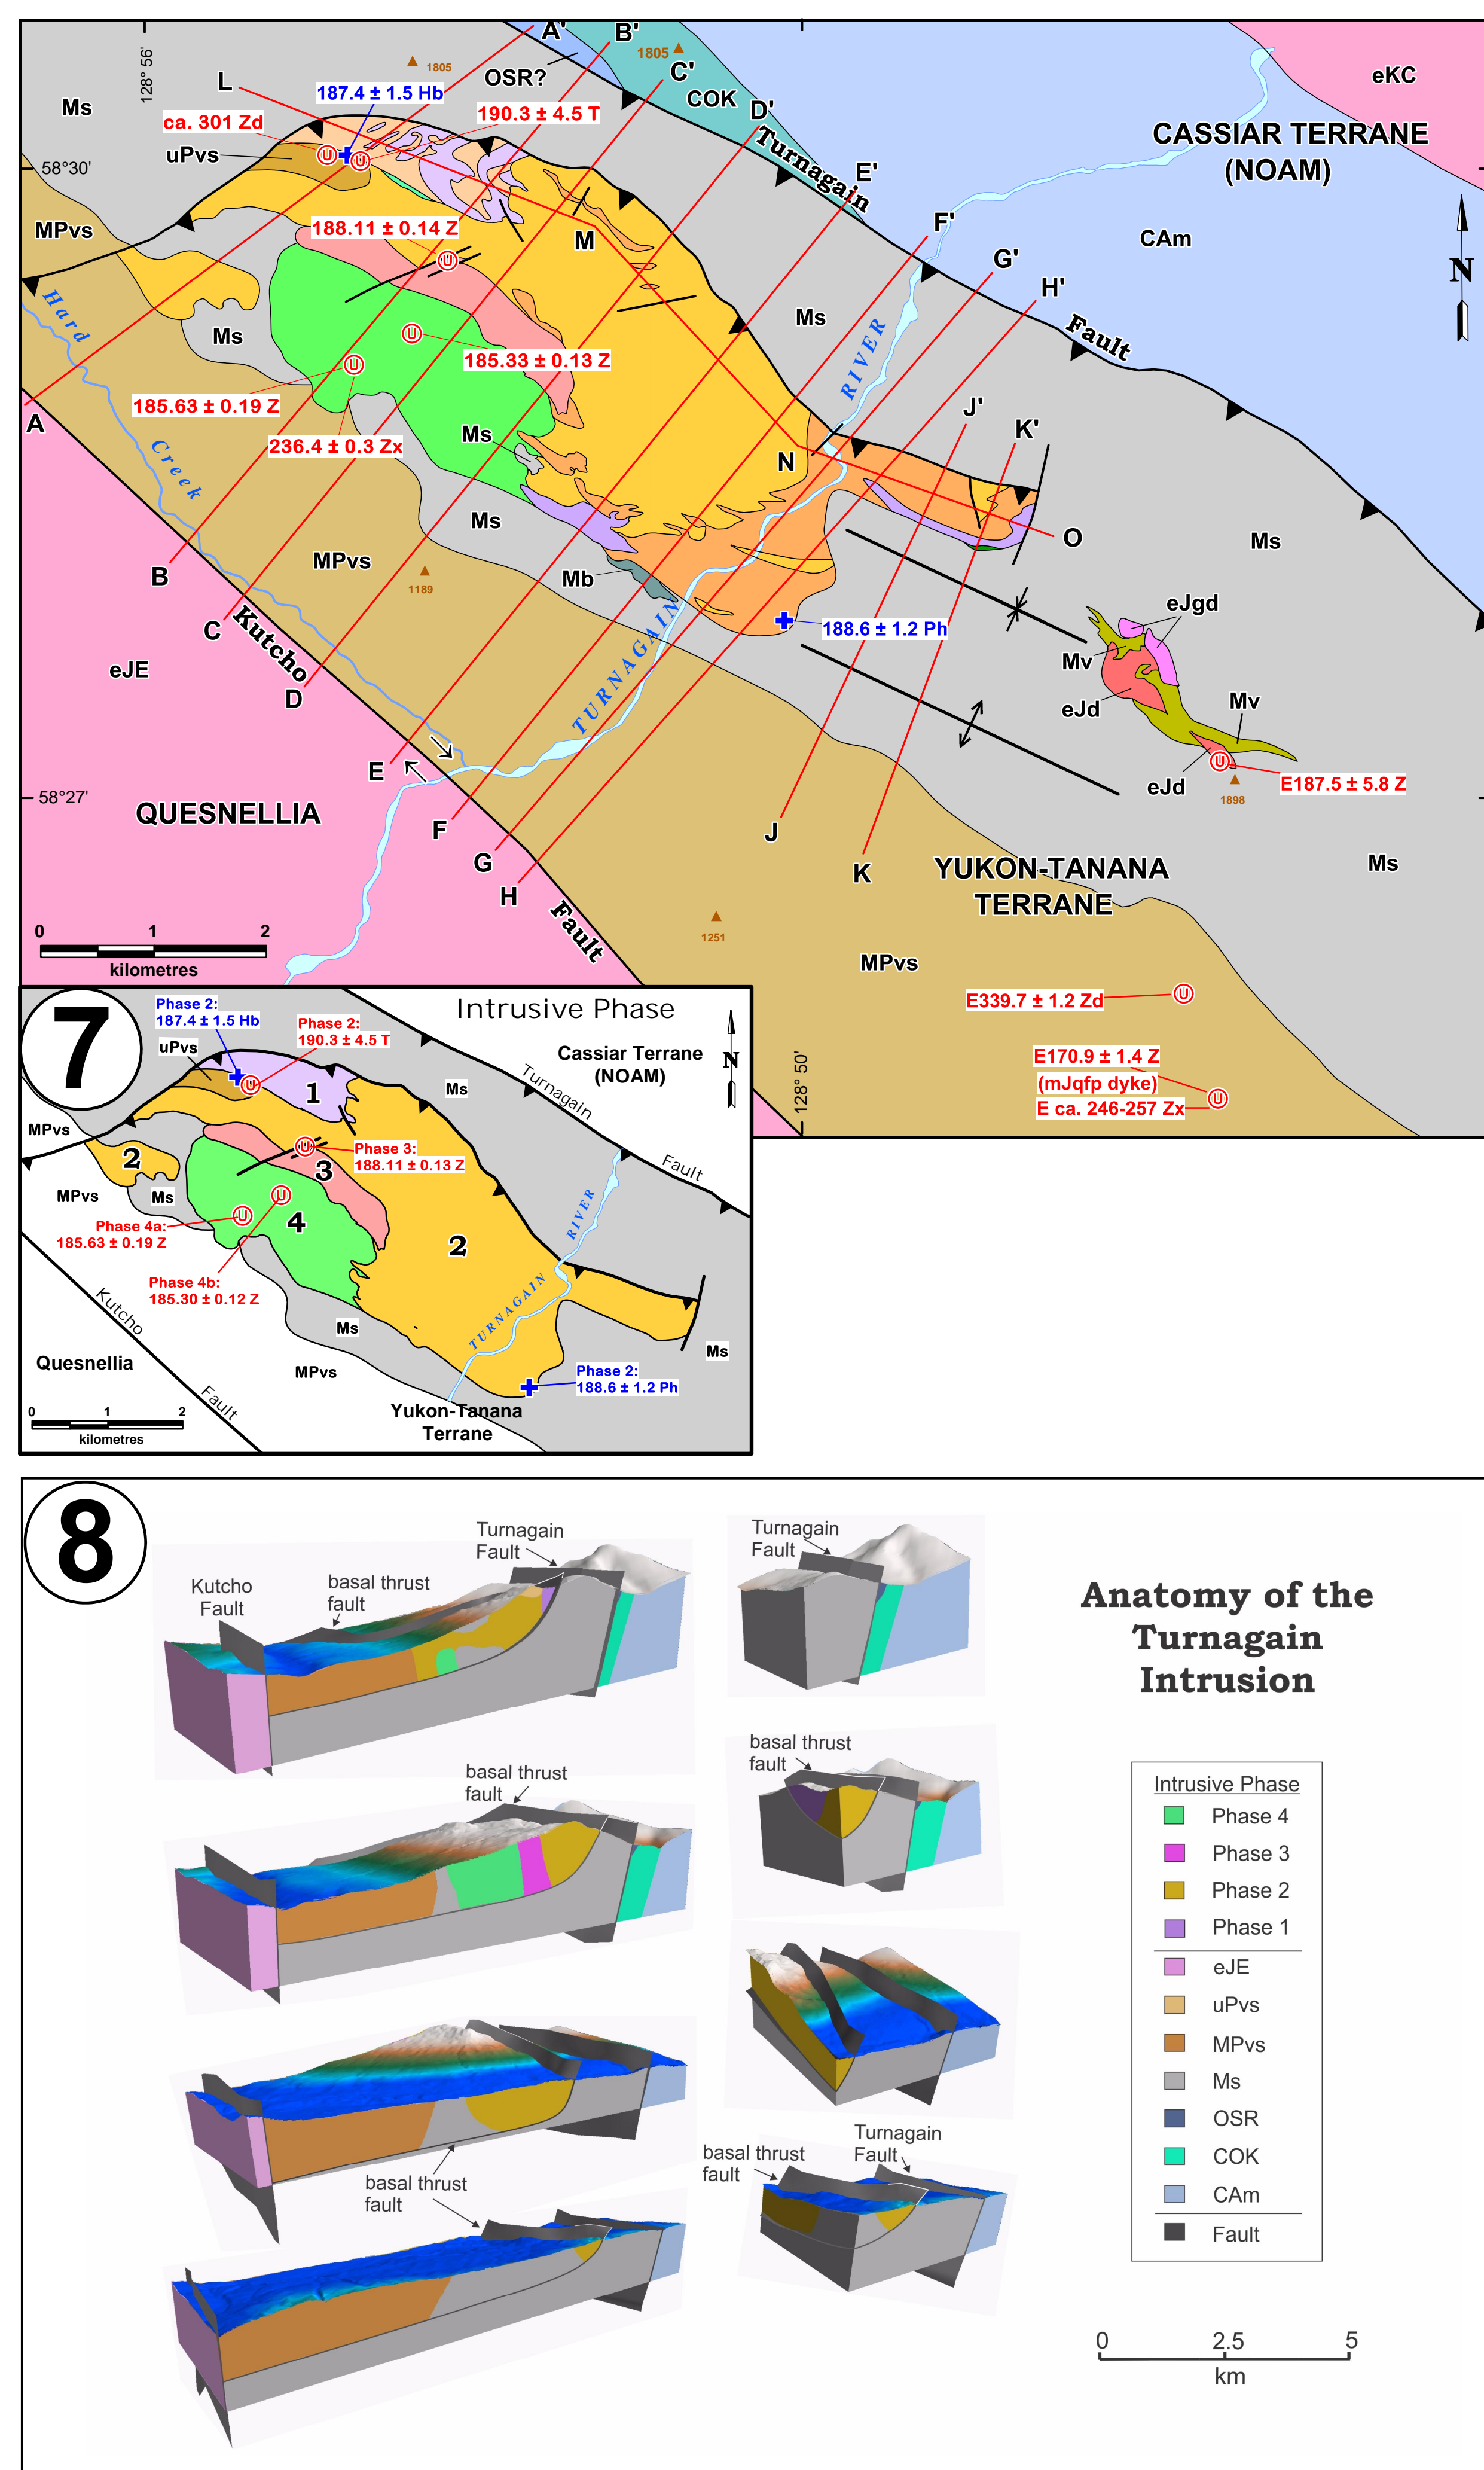 A'
B'
1805
1805
C'
OSR?
COK
eKC
L
D'
Ms
128° 56'
187.4 ± 1.5 Hb
190.3 ± 4.5 T
ca. 301 Zd
Turnagain
CASSIAR TERRANE
(NOAM)
uPvs
58°30'
E'
MPvs
188.11 ± 0.14 Z
M
F'
CAm
G'
N
H'
Hard
Ms
Ms
Fault
RIVER
185.33 ± 0.13 Z
185.63 ± 0.19 Z
A
J'
K'
236.4 ± 0.3 Zx
Ms
N
Creek
Ms
O
Ms
B
MPvs
1189
Mb
C
Kutcho
eJgd
188.6 ± 1.2 Ph
Mv
eJE
D
TURNAGAIN
eJd
Mv
E
eJd
E187.5 ± 5.8 Z
58°27'
1898
QUESNELLIA
F
J
G
K
Ms
H
YUKON-TANANA
TERRANE
Fault
0 1 2
kilometres
1251
MPvs
E339.7 ± 1.2 Zd
E170.9 ± 1.4 Z
(mJqfp dyke)
E ca. 246-257 Zx
128° 50'
U
U
U
U
U
U
U
U
7
Intrusive Phase
Phase 2:
187.4 ± 1.5 Hb
Phase 2:
190.3 ± 4.5 T
uPvs
Cassiar Terrane
(NOAM)
N
Turnagain
Ms
1
U
MPvs
2
U
Phase 3:
188.11 ± 0.13 Z
3
Fault
MPvs
Ms
U
U
4
RIVER
Phase 4a:
185.63 ± 0.19 Z
2
Phase 4b:
185.30 ± 0.12 Z
TURNAGAIN
Kutcho
Ms
Ms
Quesnellia
MPvs
Phase 2:
188.6 ± 1.2 Ph
Fault
0 1 2
kilometres
Yukon-Tanana
Terrane
8
Turnagain
Fault
Kutcho
Fault
basal thrust
fault
Turnagain
Fault
Anatomy of the
Turnagain
Intrusion
basal thrust
fault
basal thrust
fault
basal thrust
fault
basal thrust
fault
Turnagain
Fault
Intrusive Phase
Phase 4
Phase 3
Phase 2
Phase 1
eJE
uPvs
MPvs
Ms
OSR
COK
CAm
Fault
0 2.5 5
km